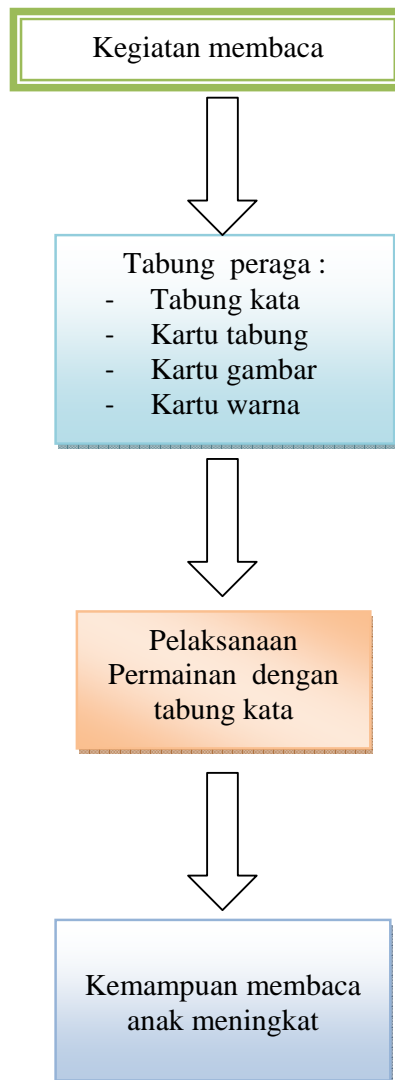 Kegiatan membaca
Tabung peraga :
- Tabung kata
- Kartu tabung
- Kartu gambar
- Kartu warna
Pelaksanaan
Permainan dengan
tabung kata
Kemampuan membaca
anak meningkat